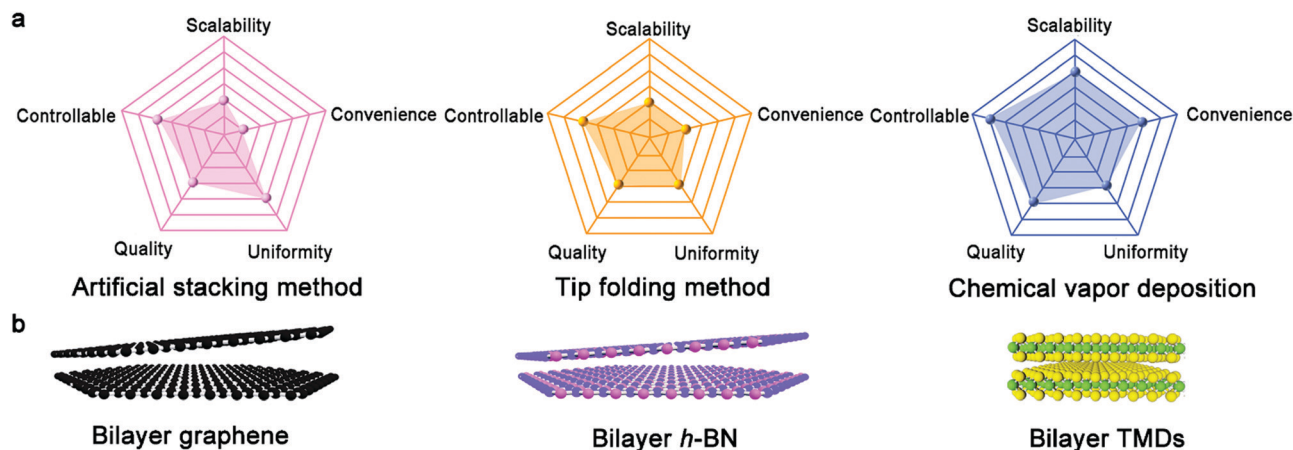 a
Scalability
Controllable
Convenience
Quality
Uniformity
Artificial stacking method
Scalability
Controllable
Convenience
Quality
Uniformity
Tip folding method
Scalability
Controllable
Convenience
Quality
Uniformity
Chemical vapor deposition
b
Bilayer graphene
Bilayer h-BN
Bilayer TMDs